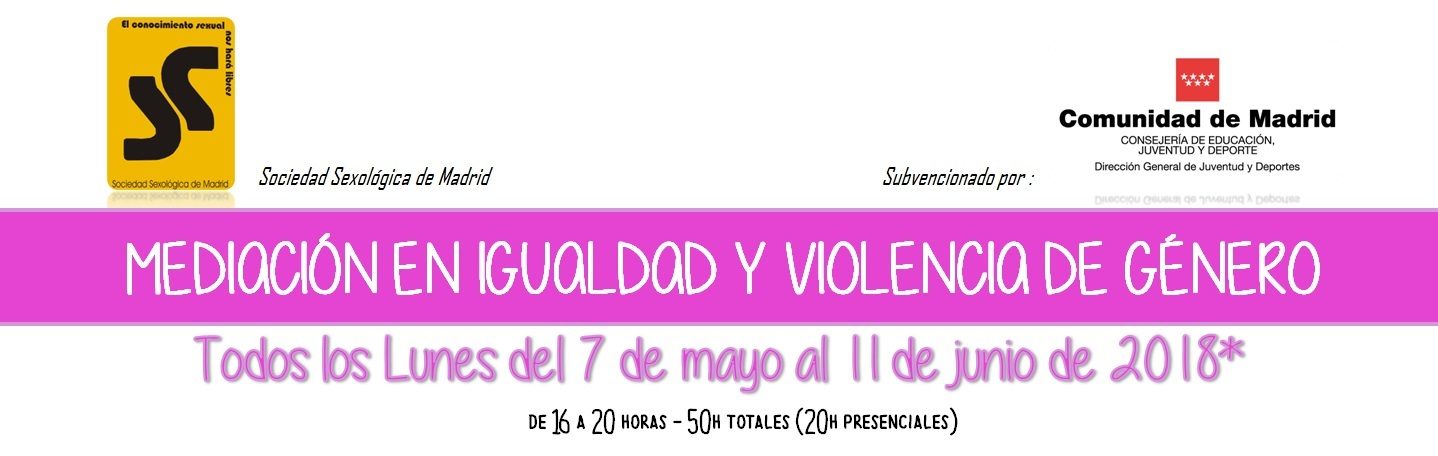 El conocimiento sexual
nos hará libres
Sociedad Sexológica de Madrid
Sociedad Sexológica de Madrid
Subvencionado por :
Comunidad de Madrid
CONSEJERÍA DE EDUCACIÓN,
JUVENTUD Y DEPORTE
Dirección General de Juventud y Deportes
MEDIACIÓN EN IGUALDAD Y VIOLENCIA DE GÉNERO
Todos los Lunes del 7 de mayo al 11 de junio de 2018*
DE 16 A 20 HORAS - 50H TOTALES (20H PRESENCIALES)